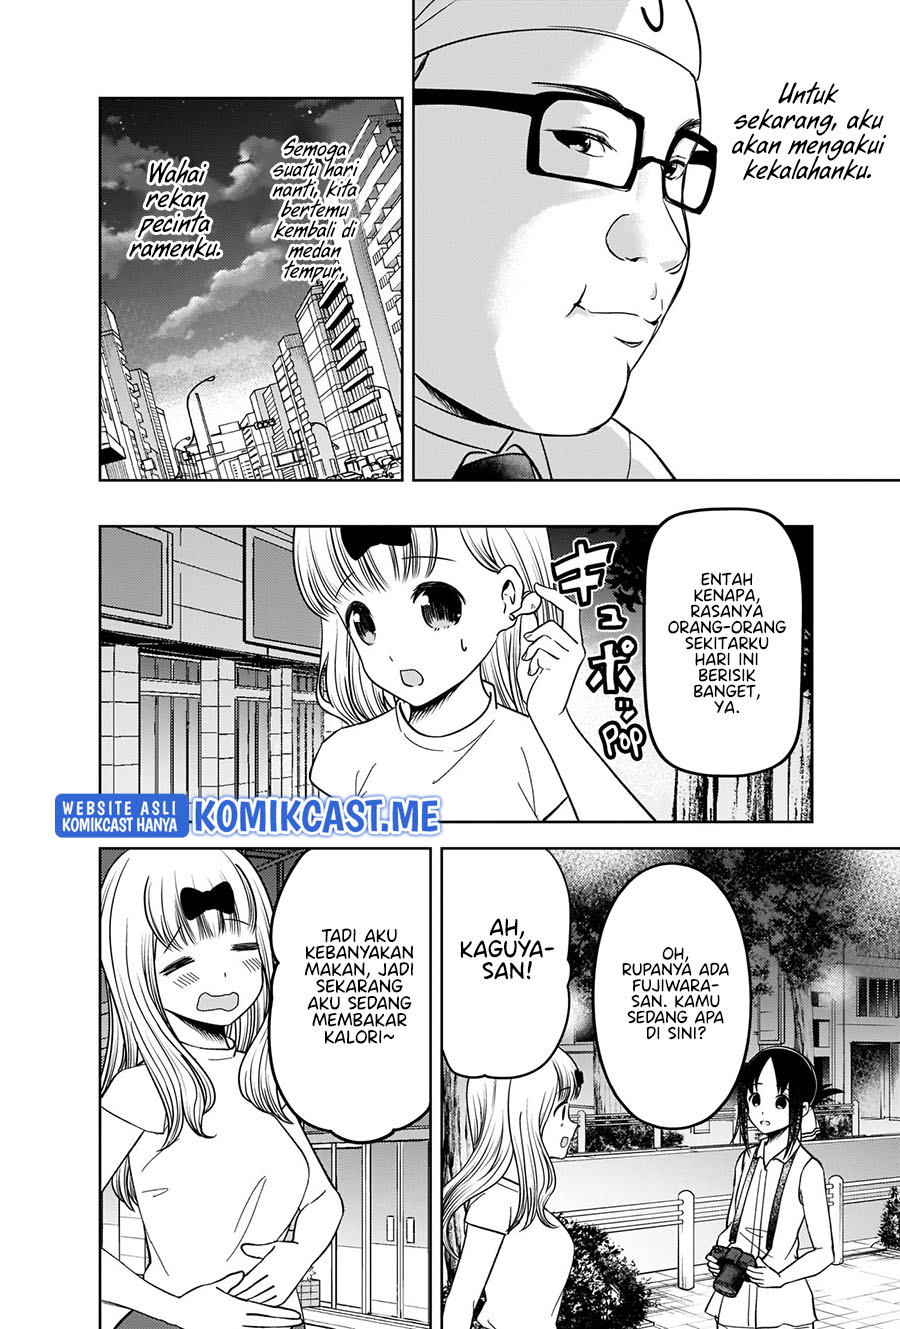 Untuk
sekarang, aku
akan mengakui
kekalahanku.
Semoga
suatu hari
nanti, kita
bertemu
kembali di
medan
tempur,
Wahai
rekan
pecinta
ramenku.
ENTAH
KENAPA,
RASANYA
ORANG-ORANG
SEKITARKU
HARI INI
BERISIK
BANGET,
YA.
キュポッ
POP
WEBSITE ASLI
KOMIKCAST HANYA
KOMIKCAST.ME
OH,
RUPANYA ADA
FUJIWARA-
SAN. KAMU
SEDANG APA
DI SINI?
AH,
KAGUYA-
SAN!
TADI AKU
KEBANYAKAN
MAKAN, JADI
SEKARANG
AKU SEDANG
MEMBAKAR
KALORI~